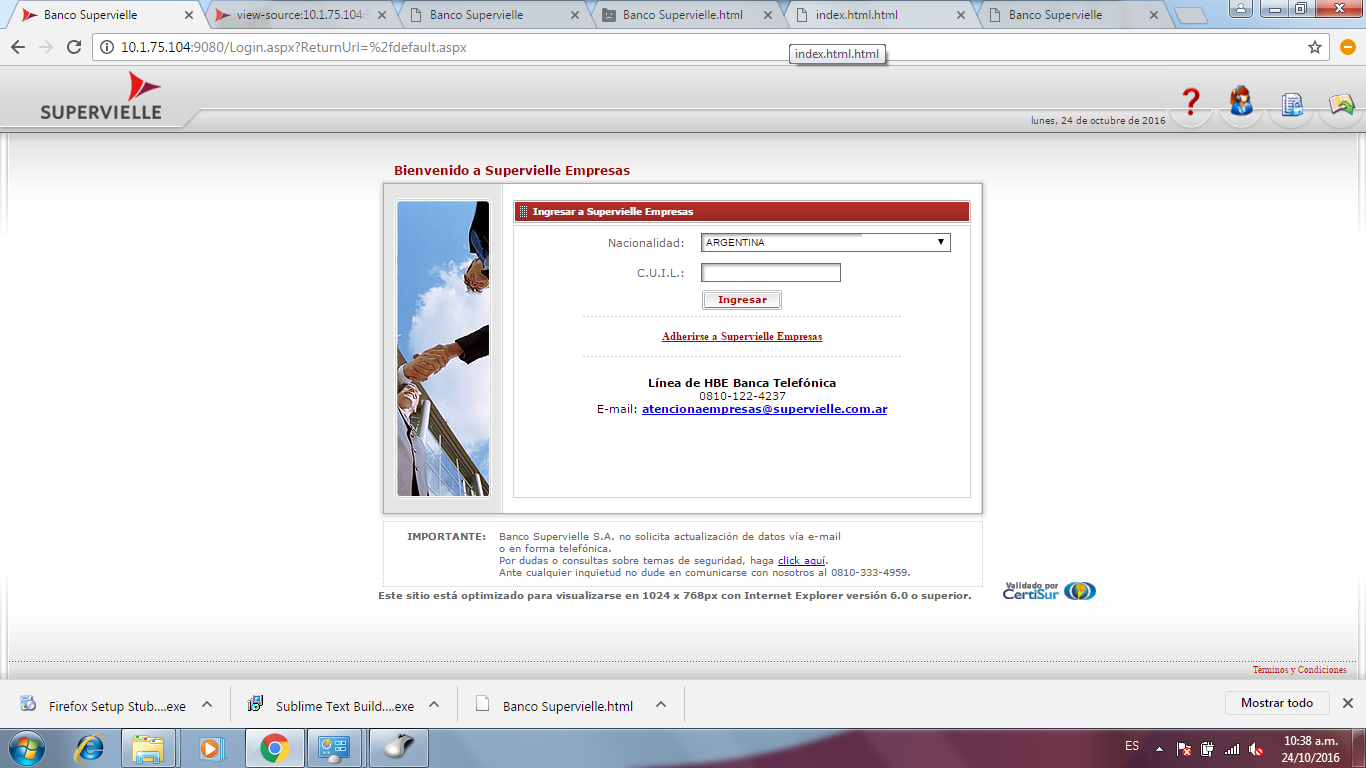 Banco Supervielle
view-source:10.1.75.104:9
Banco Supervielle
Banco Supervielle.html
index.html.html
Banco Supervielle
10.1.75.104:9080/Login.aspx?ReturnUrl=%2fdefault.aspx
index.html.html
SUPERVIELLE
lunes, 24 de octubre de 2016
Bienvenido a Supervielle Empresas
Ingresar a Supervielle Empresas
Nacionalidad: ARGENTINA
C.U.I.L.:
Ingresar
Adherirse a Supervielle Empresas
Línea de HBE Banca Telefónica
0810-122-4237
E-mail: atencionaempresas@supervielle.com.ar
IMPORTANTE: Banco Supervielle S.A. no solicita actualización de datos vía e-mail
o en forma telefónica.
Por dudas o consultas sobre temas de seguridad, haga click aquí.
Ante cualquier inquietud no dude en comunicarse con nosotros al 0810-333-4959.
Validado por
CertiSur
Este sitio está optimizado para visualizarse en 1024 x 768px con Internet Explorer versión 6.0 o superior.
Términos y Condiciones
Firefox Setup Stub....exe
Sublime Text Build....exe
Banco Supervielle.html
Mostrar todo
ES
10:38 a.m.
24/10/2016